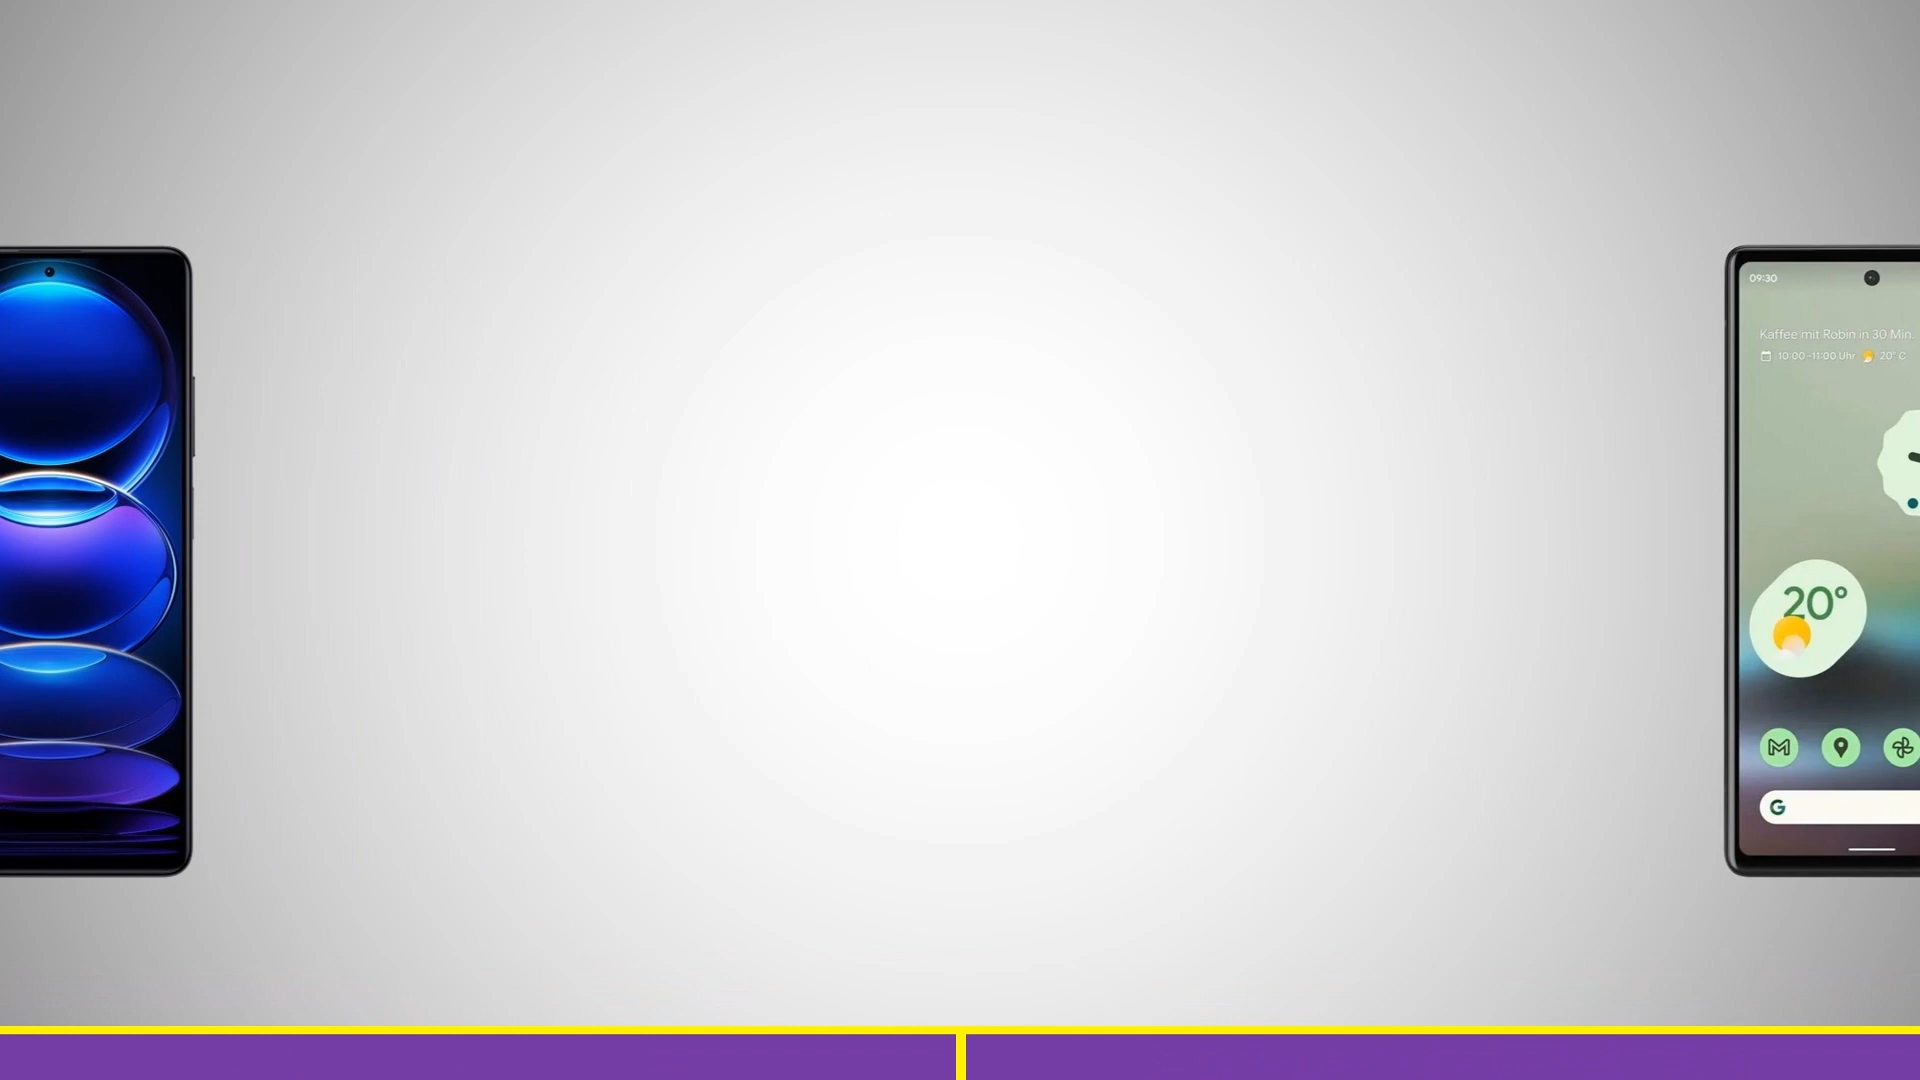 09:30
Kaffee mit Robin in 30 Min.
10:00–11:00 Uhr 20° C
20°
G